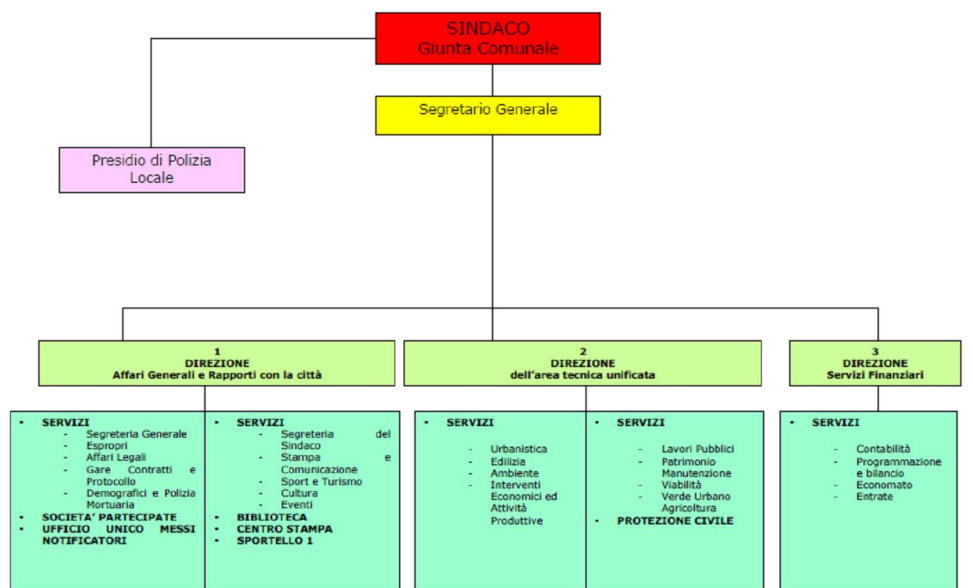 SINDACO
Giunta Comunale
Segretario Generale
Presidio di Polizia
Locale
1
DIREZIONE
Affari Generali e Rapporti con la città
2
DIREZIONE
dell'area tecnica unificata
3
DIREZIONE
Servizi Finanziari
• SERVIZI
- Segreteria Generale
- Espropri
- Affari Legali
- Gare Contratti e
Protocollo
- Demografici e Polizia
Mortuaria
• SOCIETA' PARTECIPATE
• UFFICIO UNICO MESSI
NOTIFICATORI
• SERVIZI
- Segreteria del
Sindaco
- Stampa e
Comunicazione
- Sport e Turismo
- Cultura
- Eventi
• BIBLIOTECA
• CENTRO STAMPA
• SPORTELLO 1
• SERVIZI
- Urbanistica
- Edilizia
- Ambiente
- Interventi
Economici ed
Attività
Produttive
• SERVIZI
- Lavori Pubblici
- Patrimonio
Manutenzione
- Viabilità
- Verde Urbano
Agricoltura
• PROTEZIONE CIVILE
• SERVIZI
- Contabilità
- Programmazione
e bilancio
- Economato
- Entrate